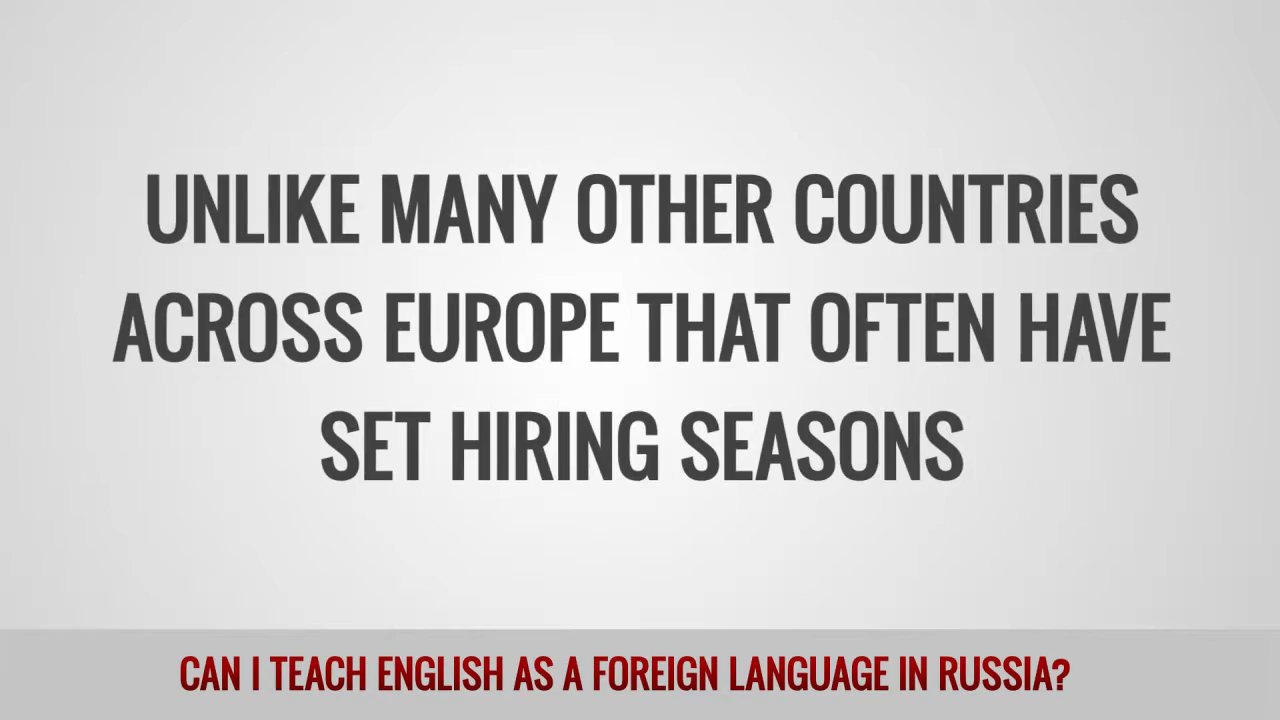 UNLIKE MANY OTHER COUNTRIES
ACROSS EUROPE THAT OFTEN HAVE
SET HIRING SEASONS
CAN I TEACH ENGLISH AS A FOREIGN LANGUAGE IN RUSSIA?